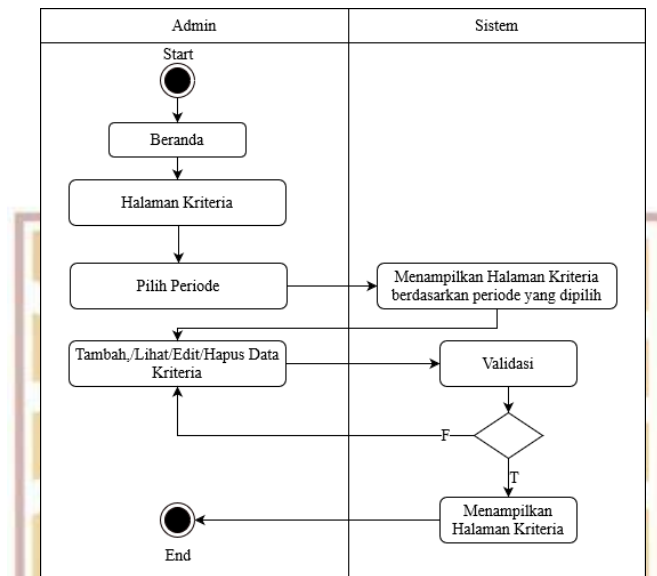 Admin
Sistem
Start
Beranda
Halaman Kriteria
Pilih Periode
Menampilkan Halaman Kriteria
berdasarkan periode yang dipilih
Tambah,/Lihat/Edit/Hapus Data
Kriteria
Validasi
F
T
Menampilkan
Halaman Kriteria
End